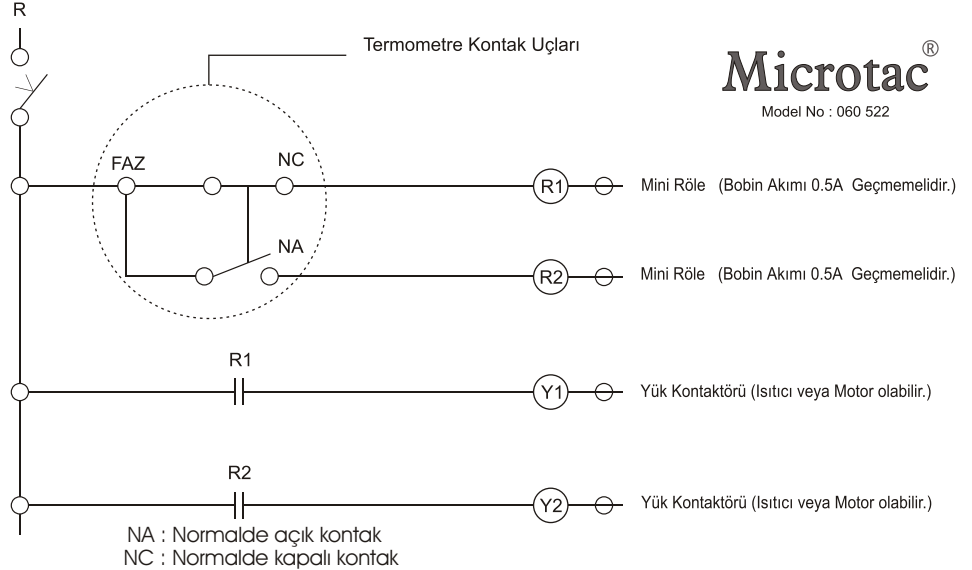 R
Termometre Kontak Uçları
Microtac®
Model No : 060 522
FAZ
NC
R1
Mini Röle (Bobin Akımı 0.5A Geçmemelidir.)
NA
R2
Mini Röle (Bobin Akımı 0.5A Geçmemelidir.)
R1
Y1
Yük Kontaktörü (Isıtıcı veya Motor olabilir.)
R2
Y2
Yük Kontaktörü (Isıtıcı veya Motor olabilir.)
NA : Normalde açık kontak
NC : Normalde kapalı kontak